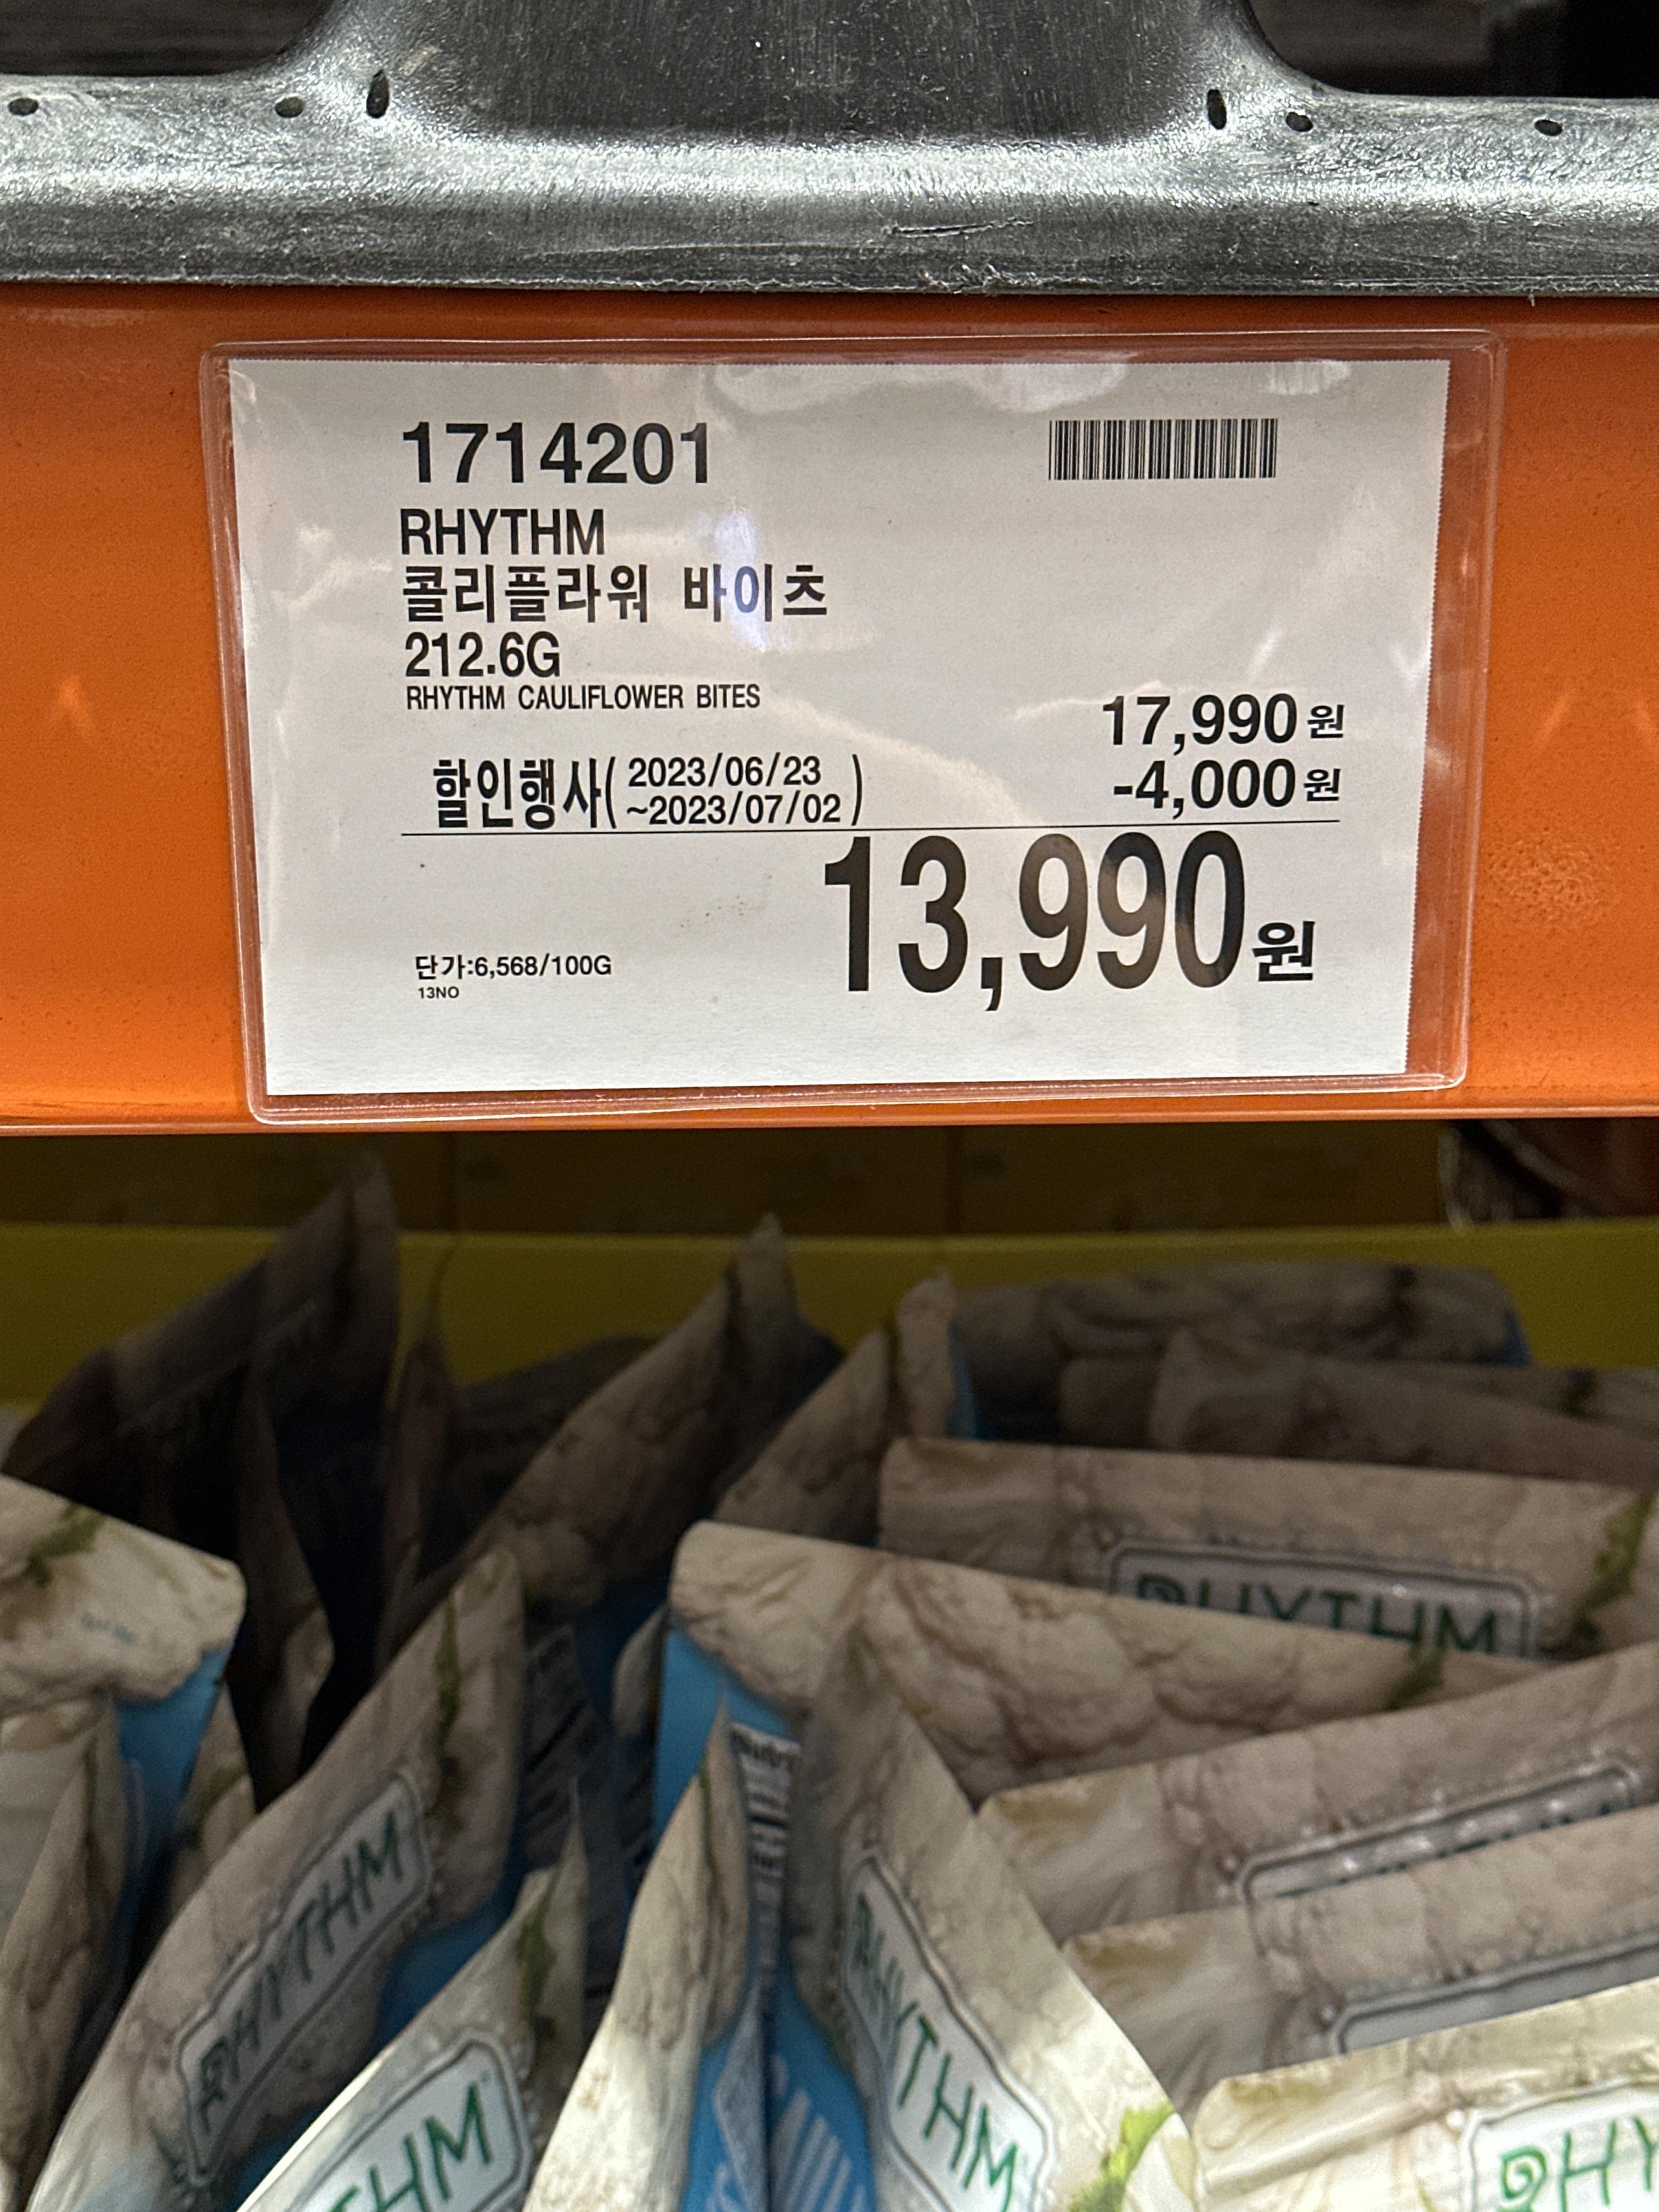 1714201
RHYTHM
콜리플라워 바이츠
212.6G
RHYTHM CAULIFLOWER BITES
17,990원
할인행사( 2023/06/23
~2023/07/02 )
-4,000원
13,990원
단가:6,568/100G
13NO
RHYTHM
RHYTHM
RHYTHM
THM
RHY